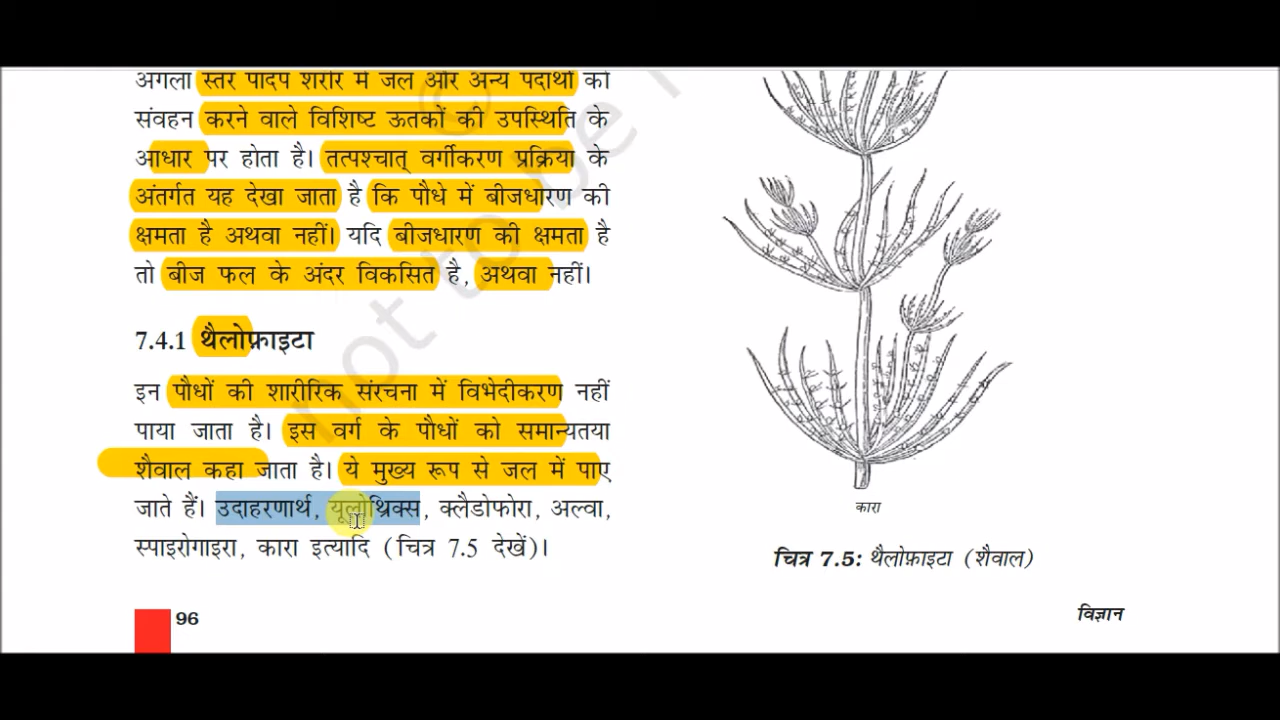 अगला स्तर पादप शरीर में जल और अन्य पदार्थों को
संवहन करने वाले विशिष्ट ऊतकों की उपस्थिति के
आधार पर होता है। तत्पश्चात् वर्गीकरण प्रक्रिया के
अंतर्गत यह देखा जाता है कि पौधे में बीजधारण की
क्षमता है अथवा नहीं। यदि बीजधारण की क्षमता है
तो बीज फल के अंदर विकसित है, अथवा नहीं।
7.4.1 थैलोफ़्राइटा
इन पौधों की शारीरिक संरचना में विभेदीकरण नहीं
पाया जाता है। इस वर्ग के पौधों को समान्यतया
शैवाल कहा जाता है। ये मुख्य रूप से जल में पाए
जाते हैं। उदाहरणार्थ, यूलोथ्रिक्स, क्लैडोफोरा, अल्वा,
स्पाइरोगाइरा, कारा इत्यादि (चित्र 7.5 देखें)।
96
कारा
चित्र 7.5: थैलोफ़ाइटा (शैवाल)
विज्ञान
not to be r
©